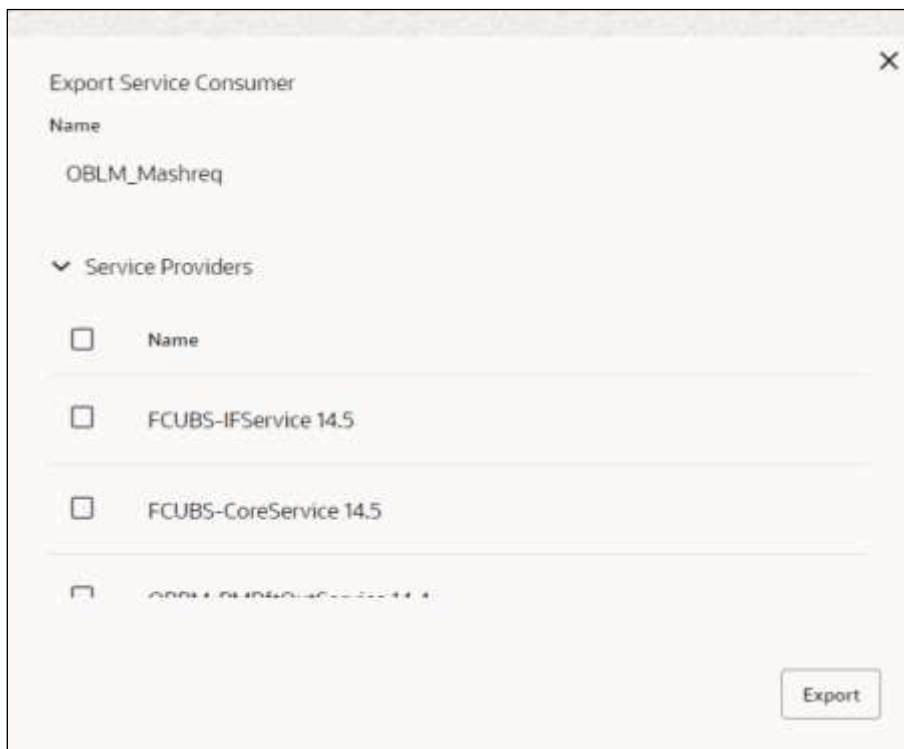 Export Service Consumer
Name
OBLM_Mashreq
Service Providers
Name
FCUBS-IFService 14.5
FCUBS-CoreService 14.5
Export